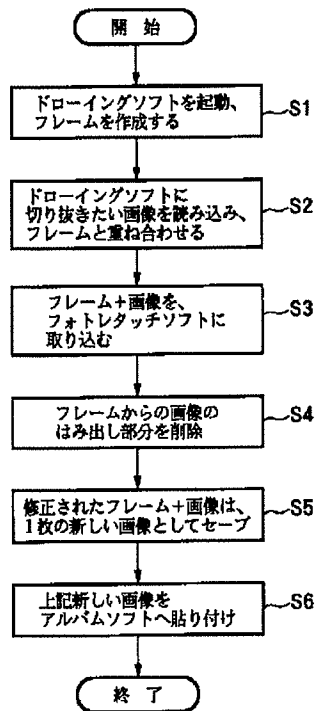 開 始
ドローイングソフトを起動、
フレームを作成する
S1
ドローイングソフトに
切り抜きたい画像を読み込み、
フレームと重ね合わせる
S2
フレーム+画像を、
フォトレタッチソフトに
取り込む
S3
フレームからの画像の
はみ出し部分を削除
S4
修正されたフレーム+画像は、
1枚の新しい画像としてセーブ
S5
上記新しい画像を
アルバムソフトへ貼り付け
S6
終 了